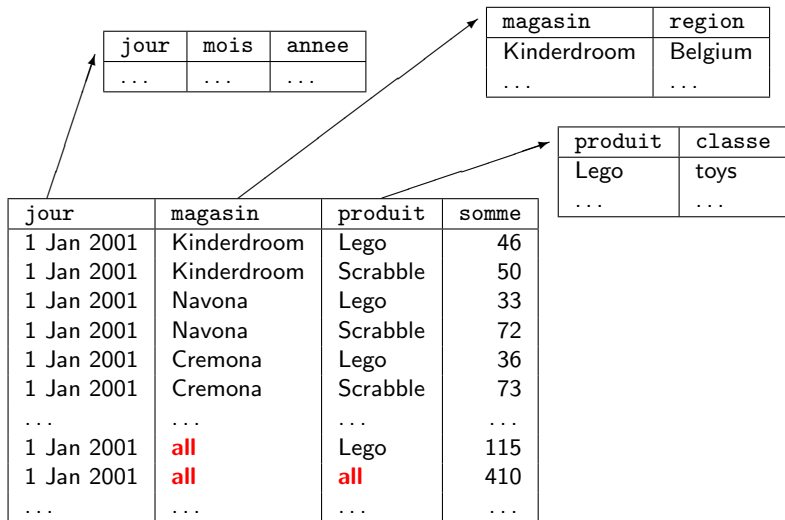 magasin region
Kinderdroom Belgium
... ...
jour mois annee
... ... ...
produit classe
Lego toys
... ...
jour magasin produit somme
1 Jan 2001 Kinderdroom Lego 46
1 Jan 2001 Kinderdroom Scrabble 50
1 Jan 2001 Navona Lego 33
1 Jan 2001 Navona Scrabble 72
1 Jan 2001 Cremona Lego 36
1 Jan 2001 Cremona Scrabble 73
... ... ... ...
1 Jan 2001 all Lego 115
1 Jan 2001 all all 410
... ... ... ...